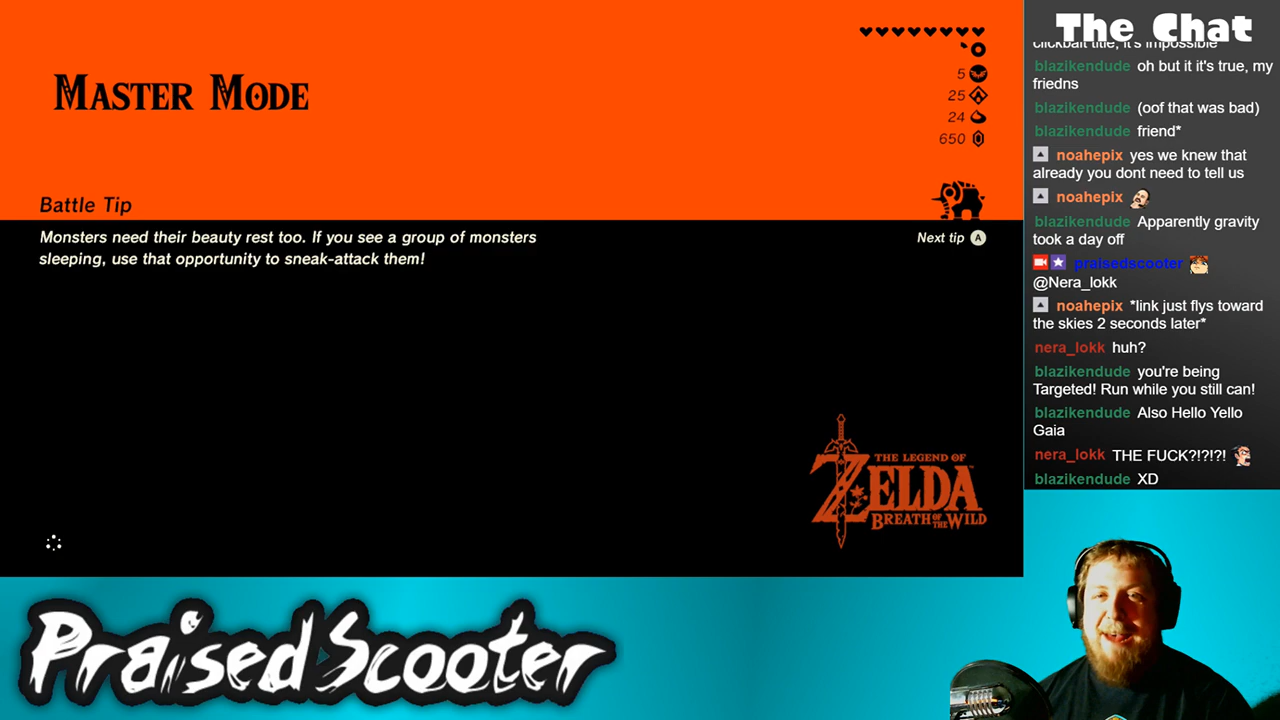 MASTER MODE
5
25
24
650
Battle Tip
Monsters need their beauty rest too. If you see a group of monsters
sleeping, use that opportunity to sneak-attack them!
Next tip A
THE LEGEND OF
ZELDA
BREATH OF THE WILD
PraisedScooter
The Chat
clickbait title, it's impossible
blazikendude oh but it it's true, my
friedns
blazikendude (oof that was bad)
blazikendude friend*
noahepix yes we knew that
already you dont need to tell us
noahepix
blazikendude Apparently gravity
took a day off
praisedscooter
@Nera_lokk
noahepix *link just flys toward
the skies 2 seconds later*
nera_lokk huh?
blazikendude you're being
Targeted! Run while you still can!
blazikendude Also Hello Yello
Gaia
nera_lokk THE FUCK?!?!?!
blazikendude XD